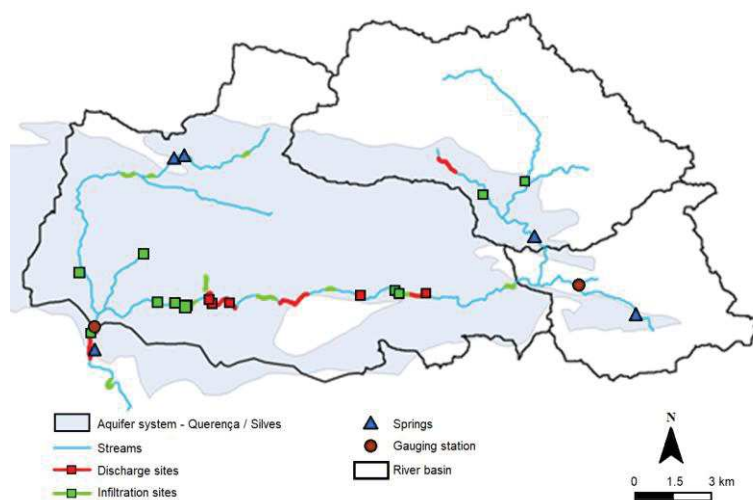 Aquifer system - Querença / Silves
Streams
Discharge sites
Infiltration sites
Springs
Gauging station
River basin
N
0 1.5 3 km